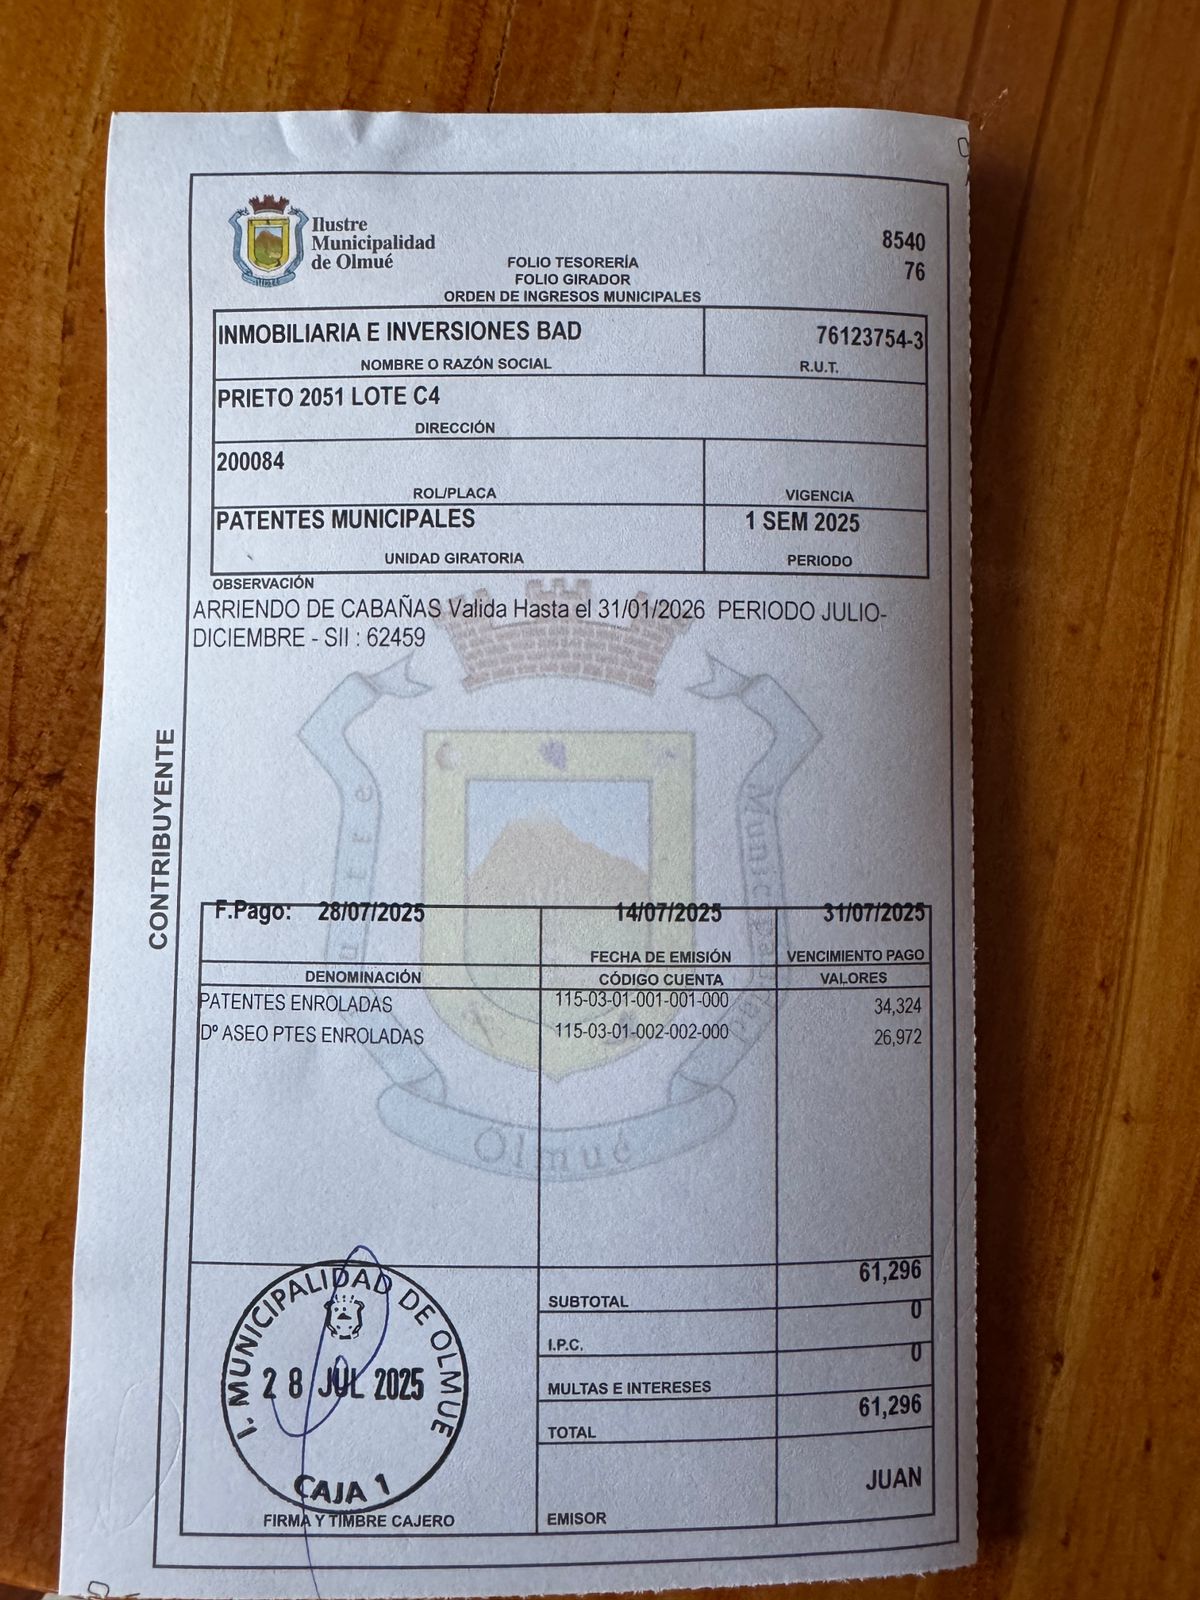 Ilustre
Municipalidad
de Olmué
FOLIO TESORERÍA 8540
FOLIO GIRADOR 76
ORDEN DE INGRESOS MUNICIPALES
INMOBILIARIA E INVERSIONES BAD 76123754-3
NOMBRE O RAZÓN SOCIAL R.U.T.
PRIETO 2051 LOTE C4
DIRECCIÓN
200084
ROL/PLACA VIGENCIA
PATENTES MUNICIPALES 1 SEM 2025
UNIDAD GIRATORIA PERIODO
OBSERVACIÓN
ARRIENDO DE CABAÑAS Valida Hasta el 31/01/2026 PERIODO JULIO-
DICIEMBRE - SII : 62459
CONTRIBUYENTE
Ilustre Municipalidad
Olmué
F.Pago: 28/07/2025 14/07/2025 31/07/2025
FECHA DE EMISIÓN VENCIMIENTO PAGO
DENOMINACIÓN CÓDIGO CUENTA VALORES
PATENTES ENROLADAS 115-03-01-001-001-000 34,324
Dº ASEO PTES ENROLADAS 115-03-01-002-002-000 26,972
SUBTOTAL 61,296
I.P.C. 0
MULTAS E INTERESES 0
TOTAL 61,296
EMISOR JUAN
I. MUNICIPALIDAD DE OLMUE
28 JUL 2025
CAJA 1
FIRMA Y TIMBRE CAJERO